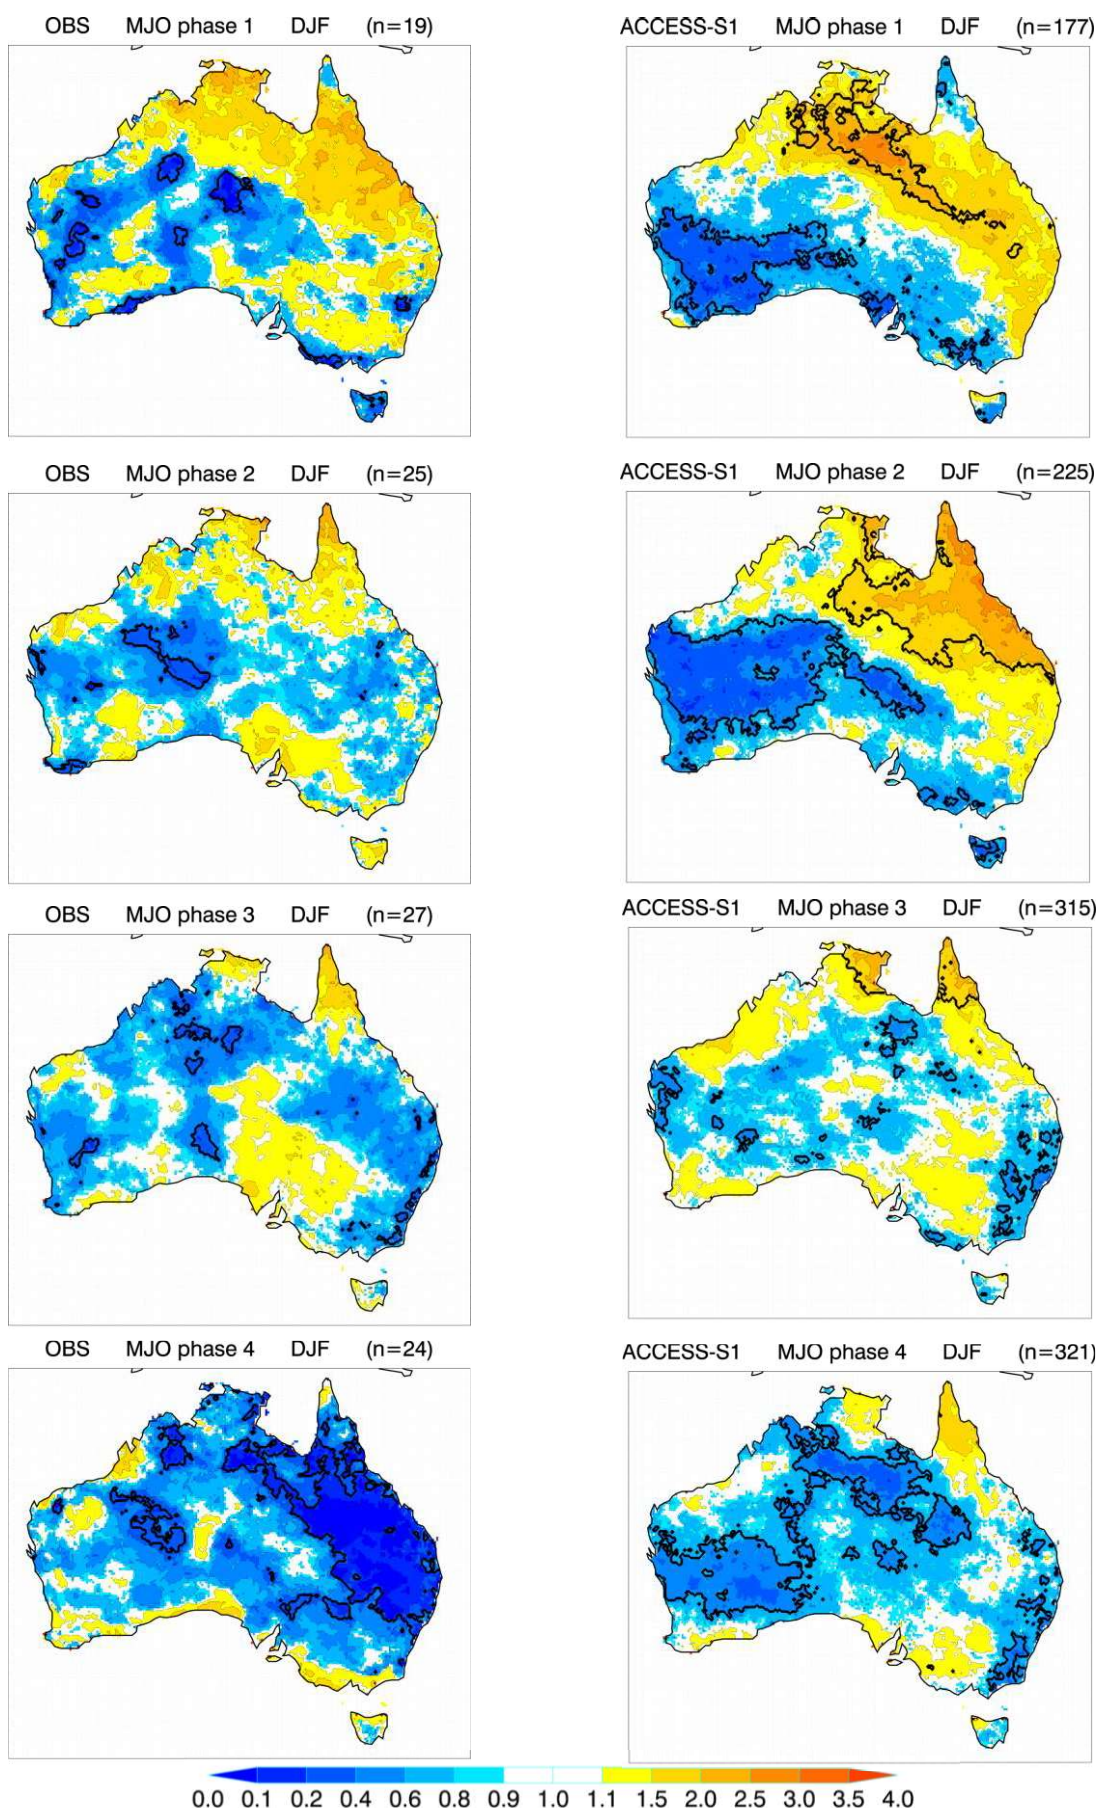 OBS MJO phase 1 DJF (n=19)
ACCESS-S1 MJO phase 1 DJF (n=177)
OBS MJO phase 2 DJF (n=25)
ACCESS-S1 MJO phase 2 DJF (n=225)
OBS MJO phase 3 DJF (n=27)
ACCESS-S1 MJO phase 3 DJF (n=315)
OBS MJO phase 4 DJF (n=24)
ACCESS-S1 MJO phase 4 DJF (n=321)
0.0 0.1 0.2 0.4 0.6 0.8 0.9 1.0 1.1 1.5 2.0 2.5 3.0 3.5 4.0